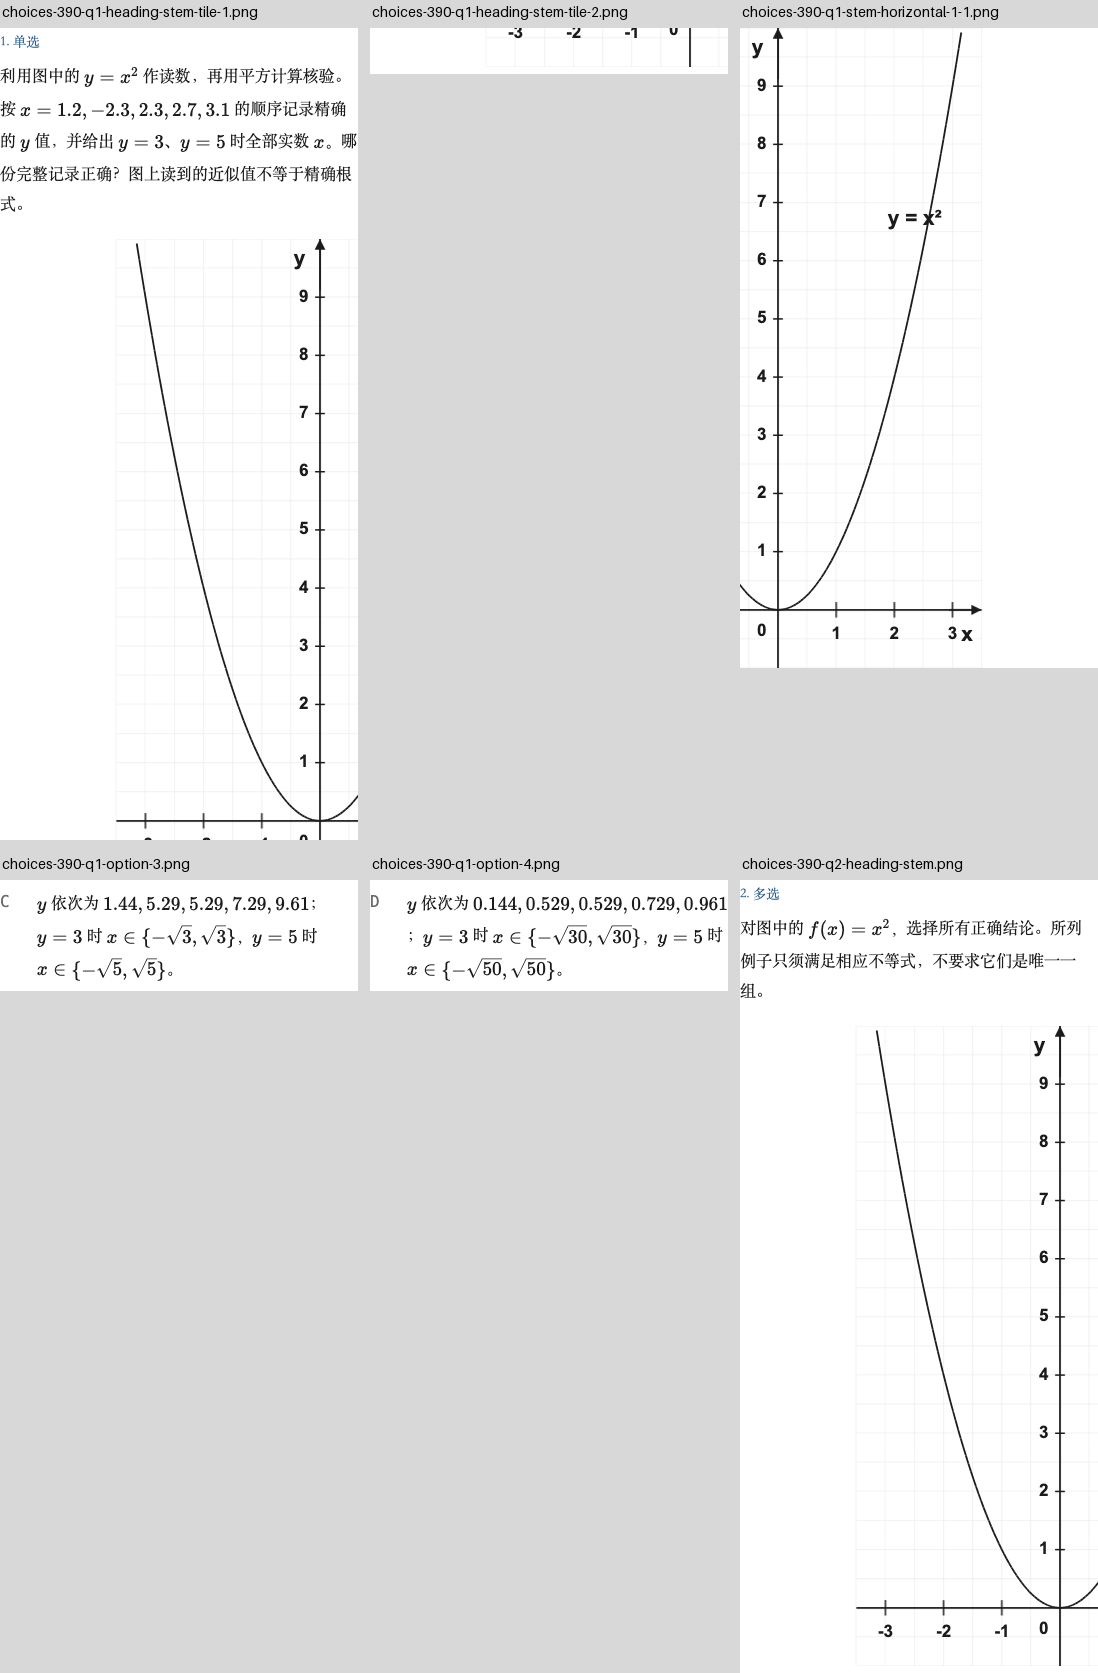 choices-390-q1-heading-stem-tile-1.png
1. 单选
利用图中的 y = x² 作读数，再用平方计算核验。
按 x = 1.2, −2.3, 2.3, 2.7, 3.1 的顺序记录精确
的 y 值，并给出 y = 3、y = 5 时全部实数 x。哪
份完整记录正确？图上读到的近似值不等于精确根
式。
y
9
8
7
6
5
4
3
2
1
choices-390-q1-heading-stem-tile-2.png
-3 -2 -1 0
choices-390-q1-stem-horizontal-1-1.png
y
9
8
7
y = x²
6
5
4
3
2
1
0 1 2 3 x
choices-390-q1-option-3.png
C y 依次为 1.44, 5.29, 5.29, 7.29, 9.61；
y = 3 时 x ∈ {−√3, √3}，y = 5 时
x ∈ {−√5, √5}。
choices-390-q1-option-4.png
D y 依次为 0.144, 0.529, 0.529, 0.729, 0.961
；y = 3 时 x ∈ {−√30, √30}，y = 5 时
x ∈ {−√50, √50}。
choices-390-q2-heading-stem.png
2. 多选
对图中的 f(x) = x²，选择所有正确结论。所列
例子只须满足相应不等式，不要求它们是唯一一
组。
y
9
8
7
6
5
4
3
2
1
-3 -2 -1 0